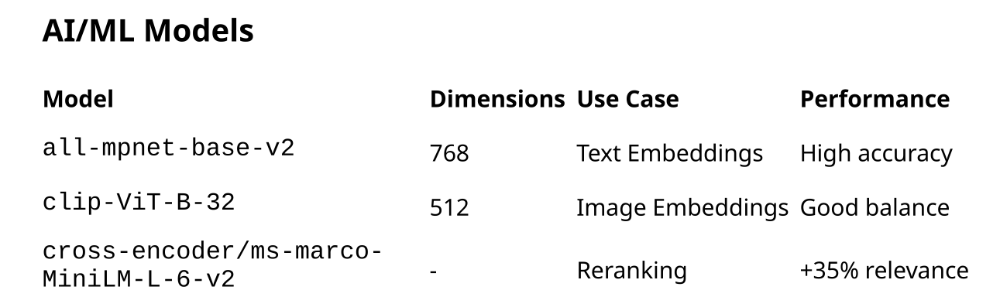 AI/ML Models
Model Dimensions Use Case Performance
all-mpnet-base-v2 768 Text Embeddings High accuracy
clip-ViT-B-32 512 Image Embeddings Good balance
cross-encoder/ms-marco-
MiniLM-L-6-v2 - Reranking +35% relevance